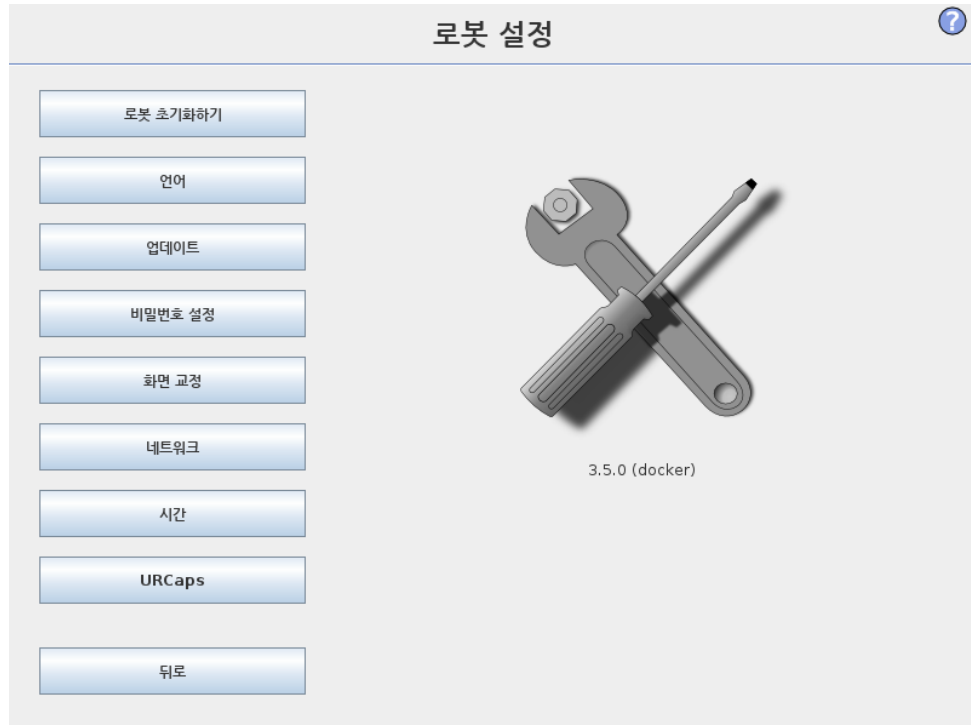 로봇 설정
?
로봇 초기화하기
언어
업데이트
비밀번호 설정
화면 교정
네트워크
시간
URCaps
뒤로
3.5.0 (docker)